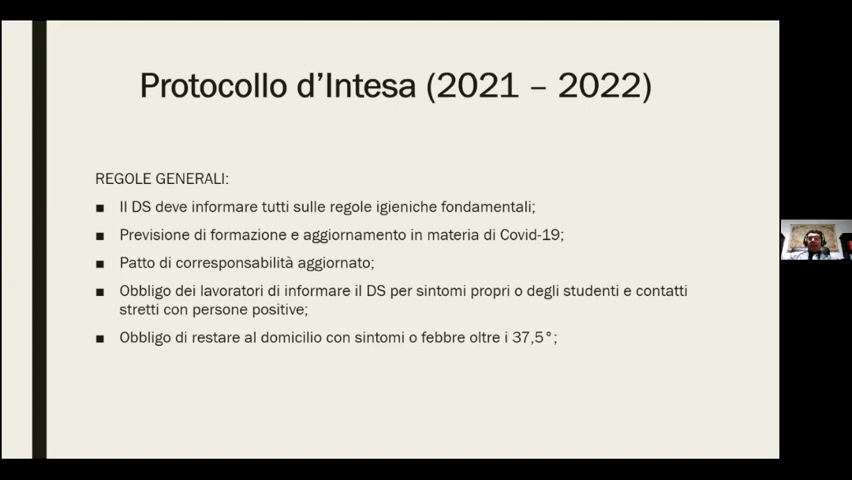 Protocollo d'Intesa (2021 – 2022)
REGOLE GENERALI:
■ Il DS deve informare tutti sulle regole igieniche fondamentali;
■ Previsione di formazione e aggiornamento in materia di Covid-19;
■ Patto di corresponsabilità aggiornato;
■ Obbligo dei lavoratori di informare il DS per sintomi propri o degli studenti e contatti
stretti con persone positive;
■ Obbligo di restare al domicilio con sintomi o febbre oltre i 37,5°;